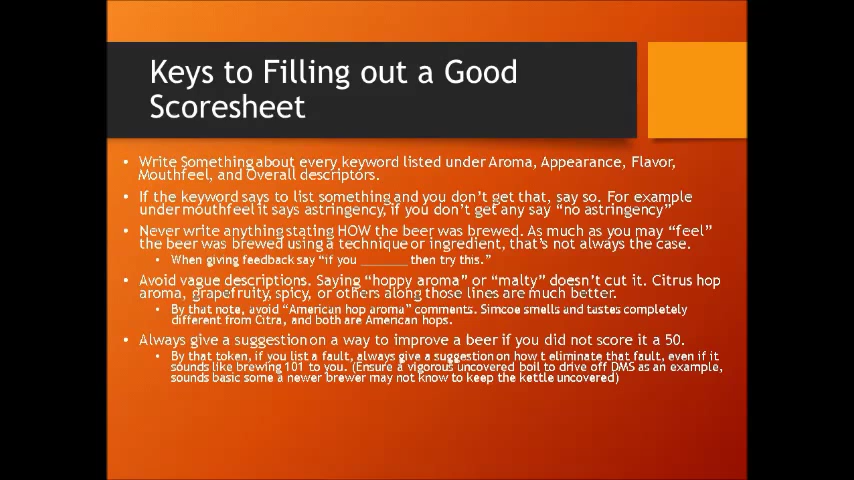 Keys to Filling out a Good
Scoresheet
• Write Something about every keyword listed under Aroma, Appearance, Flavor,
Mouthfeel, and Overall descriptors.
• If the keyword says to list something and you don't get that, say so. For example
under mouthfeel it says astringency, if you don't get any say "no astringency"
• Never write anything stating HOW the beer was brewed. As much as you may "feel"
the beer was brewed using a technique or ingredient, that's not always the case.
• When giving feedback say "if you _______ then try this."
• Avoid vague descriptions. Saying "hoppy aroma" or "malty" doesn't cut it. Citrus hop
aroma, grapefruity, spicy, or others along those lines are much better.
• By that note, avoid "American hop aroma" comments. Simcoe smells and tastes completely
different from Citra, and both are American hops.
• Always give a suggestion on a way to improve a beer if you did not score it a 50.
• By that token, if you list a fault, always give a suggestion on how t eliminate that fault, even if it
sounds like brewing 101 to you. (Ensure a vigorous uncovered boil to drive off DMS as an example,
sounds basic some a newer brewer may not know to keep the kettle uncovered)